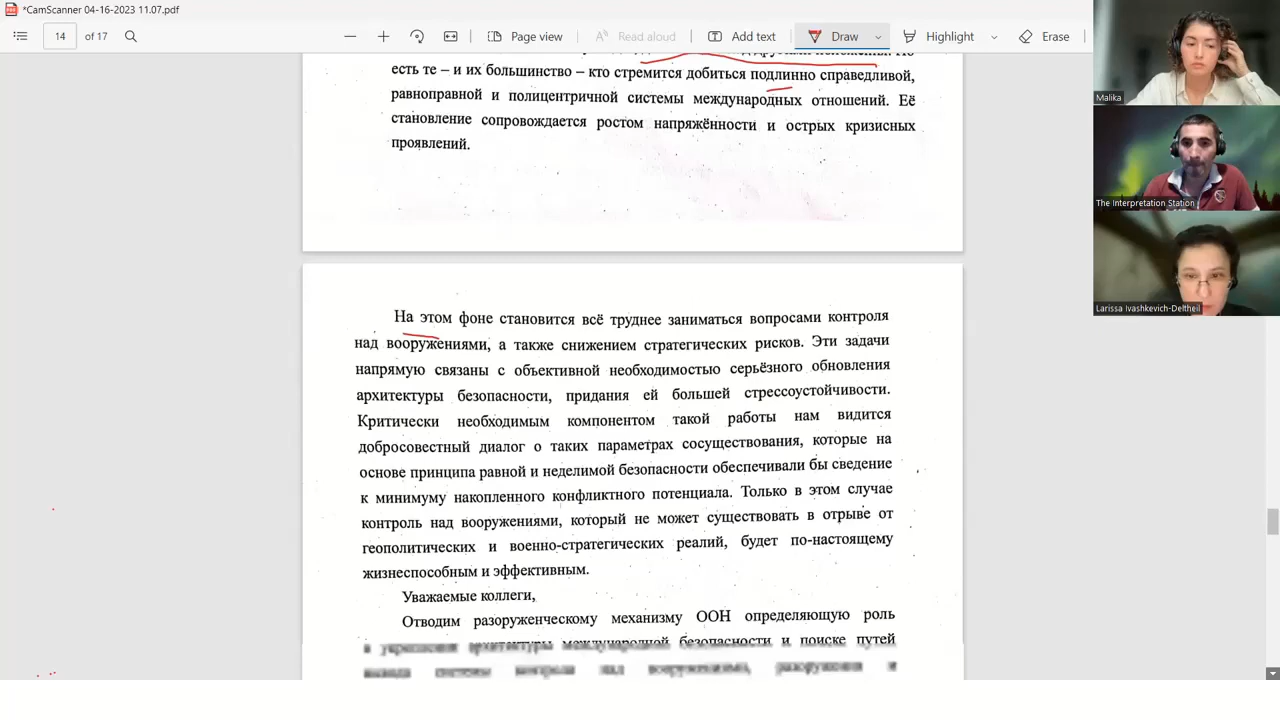 *CamScanner 04-16-2023 11.07.pdf
14 of 17 Page view Read aloud Add text Draw Highlight Erase
есть те – и их большинство – кто стремится добиться подлинно справедливой,
равноправной и полицентричной системы международных отношений. Её
становление сопровождается ростом напряжённости и острых кризисных
проявлений.
На этом фоне становится всё труднее заниматься вопросами контроля
над вооружениями, а также снижением стратегических рисков. Эти задачи
напрямую связаны с объективной необходимостью серьёзного обновления
архитектуры безопасности, придания ей большей стрессоустойчивости.
Критически необходимым компонентом такой работы нам видится
добросовестный диалог о таких параметрах сосуществования, которые на
основе принципа равной и неделимой безопасности обеспечивали бы сведение
к минимуму накопленного конфликтного потенциала. Только в этом случае
контроль над вооружениями, который не может существовать в отрыве от
геополитических и военно-стратегических реалий, будет по-настоящему
жизнеспособным и эффективным.
Уважаемые коллеги,
Отводим разоруженческому механизму ООН определяющую роль
в укреплении архитектуры международной безопасности и поиске путей
Malika
The Interpretation Station
Larissa Ivashkevich-Deltheil